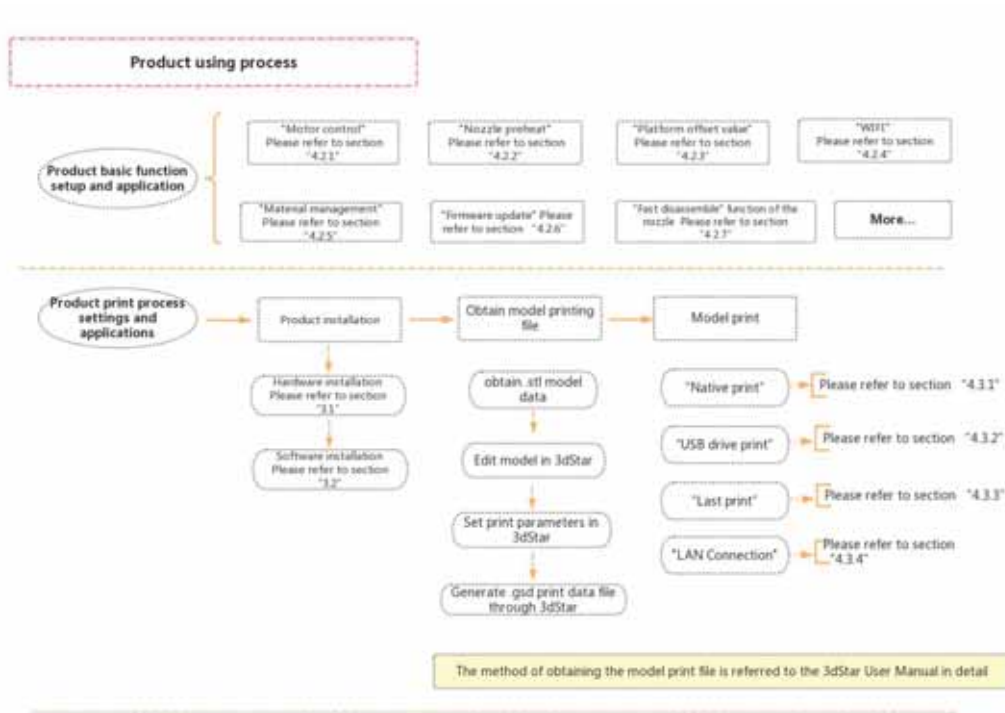 Product using process
"Motor control"
Please refer to section
"4.2.1"
"Nozzle preheat"
Please refer to section
"4.2.2"
"Platform offset value"
Please refer to section
"4.2.3"
"WIFI"
Please refer to section
"4.2.4"
Product basic function
setup and application
"Material management"
Please refer to section
"4.2.5"
"Firmware update" Please
refer to section "4.2.6"
"Fast disassemble" function of the
nozzle Please refer to section
"4.2.7"
More...
Product print process
settings and
applications
Product installation
Obtain model printing
file
Model print
Hardware installation
Please refer to section
"3.1"
Software installation
Please refer to section
"3.2"
obtain .stl model
data
Edit model in 3dStar
Set print parameters in
3dStar
Generate .gsd print data file
through 3dStar
"Native print"
Please refer to section "4.3.1"
"USB drive print"
Please refer to section "4.3.2"
"Last print"
Please refer to section "4.3.3"
"LAN Connection"
Please refer to section
"4.3.4"
The method of obtaining the model print file is referred to the 3dStar User Manual in detail